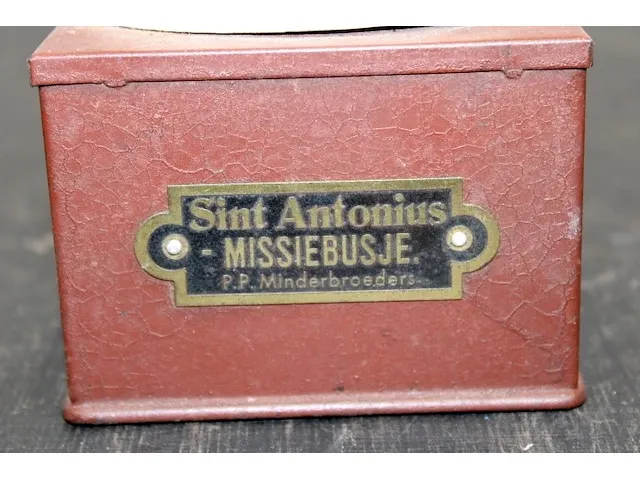 Sint Antonius
- MISSIEBUSJE.
P.P. Minderbroeders